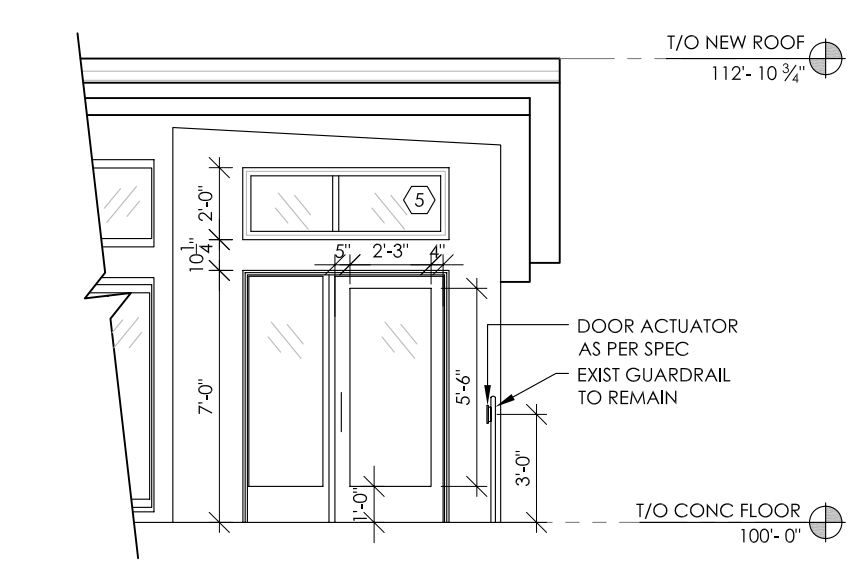 T/O NEW ROOF
112'- 10 ¾"
5
2'-0"
10 1/4
5"
2'-3"
4"
DOOR ACTUATOR
AS PER SPEC
EXIST GUARDRAIL
TO REMAIN
7'-0"
5'-6"
3'-0"
1'-0"
T/O CONC FLOOR
100'- 0"